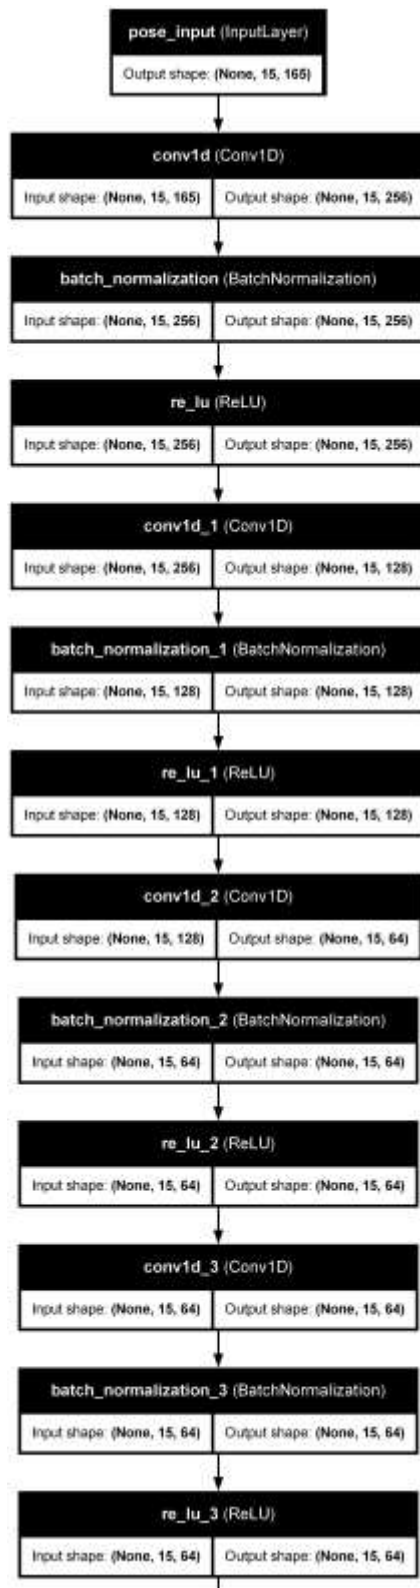 pose_input (InputLayer)
Output shape: (None, 15, 165)
conv1d (Conv1D)
Input shape: (None, 15, 165) Output shape: (None, 15, 256)
batch_normalization (BatchNormalization)
Input shape: (None, 15, 256) Output shape: (None, 15, 256)
re_lu (ReLU)
Input shape: (None, 15, 256) Output shape: (None, 15, 256)
conv1d_1 (Conv1D)
Input shape: (None, 15, 256) Output shape: (None, 15, 128)
batch_normalization_1 (BatchNormalization)
Input shape: (None, 15, 128) Output shape: (None, 15, 128)
re_lu_1 (ReLU)
Input shape: (None, 15, 128) Output shape: (None, 15, 128)
conv1d_2 (Conv1D)
Input shape: (None, 15, 128) Output shape: (None, 15, 64)
batch_normalization_2 (BatchNormalization)
Input shape: (None, 15, 64) Output shape: (None, 15, 64)
re_lu_2 (ReLU)
Input shape: (None, 15, 64) Output shape: (None, 15, 64)
conv1d_3 (Conv1D)
Input shape: (None, 15, 64) Output shape: (None, 15, 64)
batch_normalization_3 (BatchNormalization)
Input shape: (None, 15, 64) Output shape: (None, 15, 64)
re_lu_3 (ReLU)
Input shape: (None, 15, 64) Output shape: (None, 15, 64)